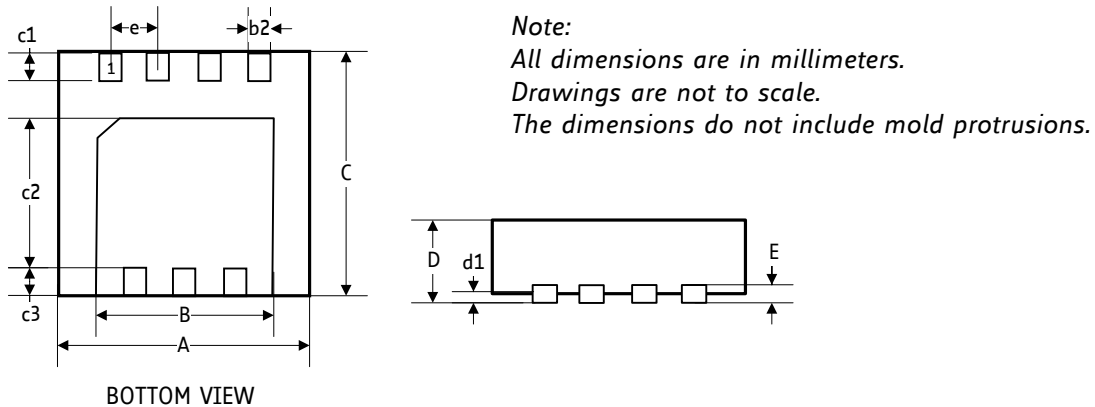 c1
e
b2
1
c2
C
c3
B
A
BOTTOM VIEW
Note:
All dimensions are in millimeters.
Drawings are not to scale.
The dimensions do not include mold protrusions.
D
d1
E